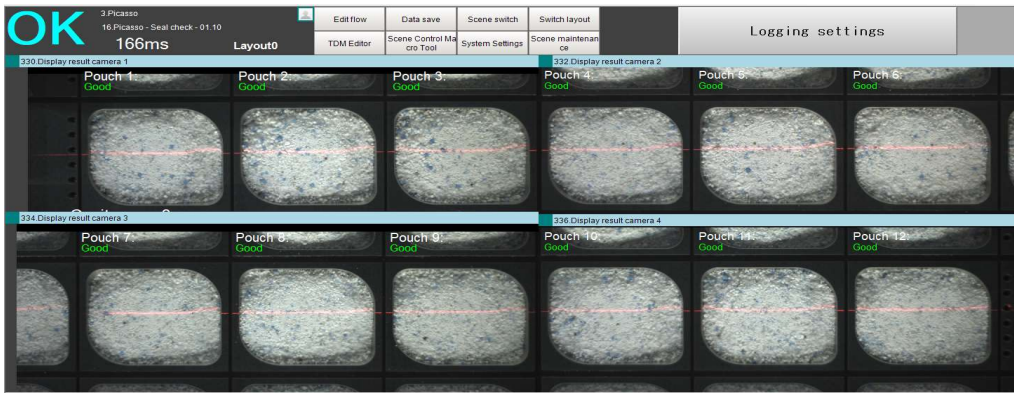 OK
3.Picasso
16.Picasso - Seal check - 01.10
166ms
Layout0
Edit flow
Data save
Scene switch
Switch layout
TDM Editor
Scene Control Ma
cro Tool
System Settings
Scene maintenan
ce
Logging settings
330.Display result camera 1
332.Display result camera 2
Pouch 1:
Good
Pouch 2:
Good
Pouch 3:
Good
Pouch 4:
Good
Pouch 5:
Good
Pouch 6:
Good
334.Display result camera 3
336.Display result camera 4
Pouch 7:
Good
Pouch 8:
Good
Pouch 9:
Good
Pouch 10:
Good
Pouch 11:
Good
Pouch 12:
Good